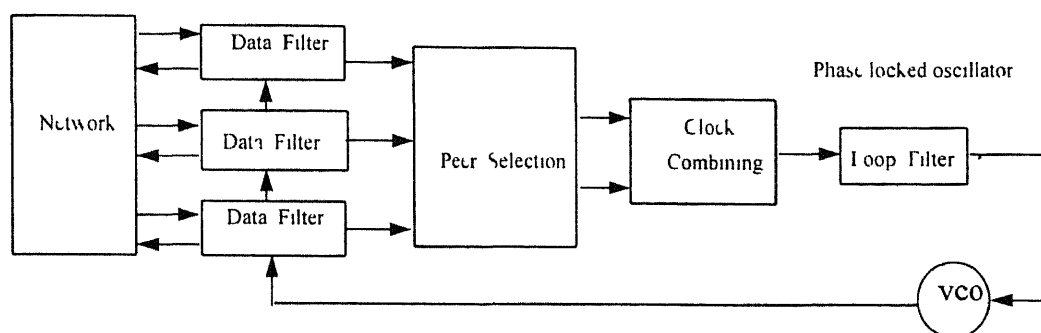 Data Filter
Phase locked oscillator
Network
Data Filter
Peer Selection
Clock
Combining
Loop Filter
Data Filter
VCO